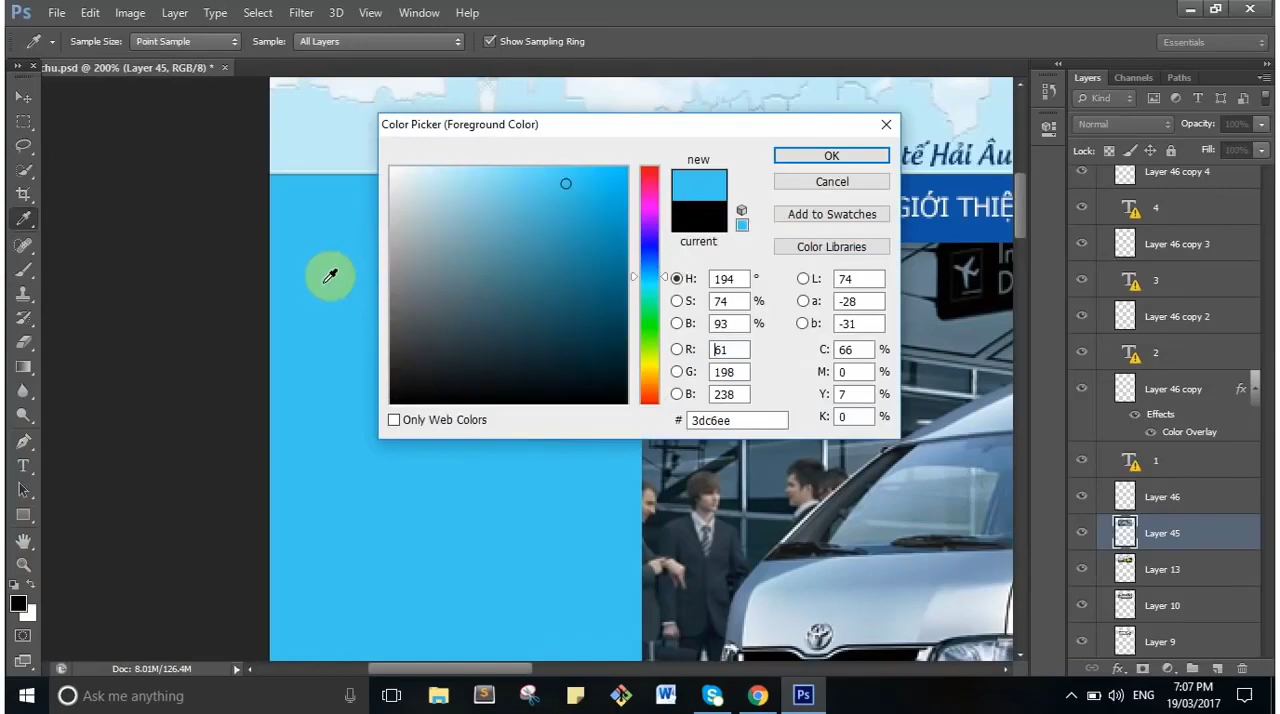 Ps File Edit Image Layer Type Select Filter 3D View Window Help
Sample Size: Point Sample Sample: All Layers Show Sampling Ring Essentials
chu.psd @ 200% (Layer 45, RGB/8) * ×
Color Picker (Foreground Color)
new
current
OK
Cancel
Add to Swatches
Color Libraries
H: 194 ° L: 74
S: 74 % a: -28
B: 93 % b: -31
R: 61 C: 66 %
G: 198 M: 0 %
B: 238 Y: 7 %
K: 0 %
Only Web Colors # 3dc6ee
tế Hải Âu
GIỚI THIỆ
Layers Channels Paths
Kind
Normal Opacity: 100%
Lock: Fill: 100%
Layer 46 copy 4
T 4
Layer 46 copy 3
T 3
Layer 46 copy 2
T 2
Layer 46 copy fx
Effects
Color Overlay
T 1
Layer 46
Layer 45
Layer 13
Layer 10
Layer 9
Doc: 8.01M/126.4M
Ask me anything
ENG
7:07 PM
19/03/2017